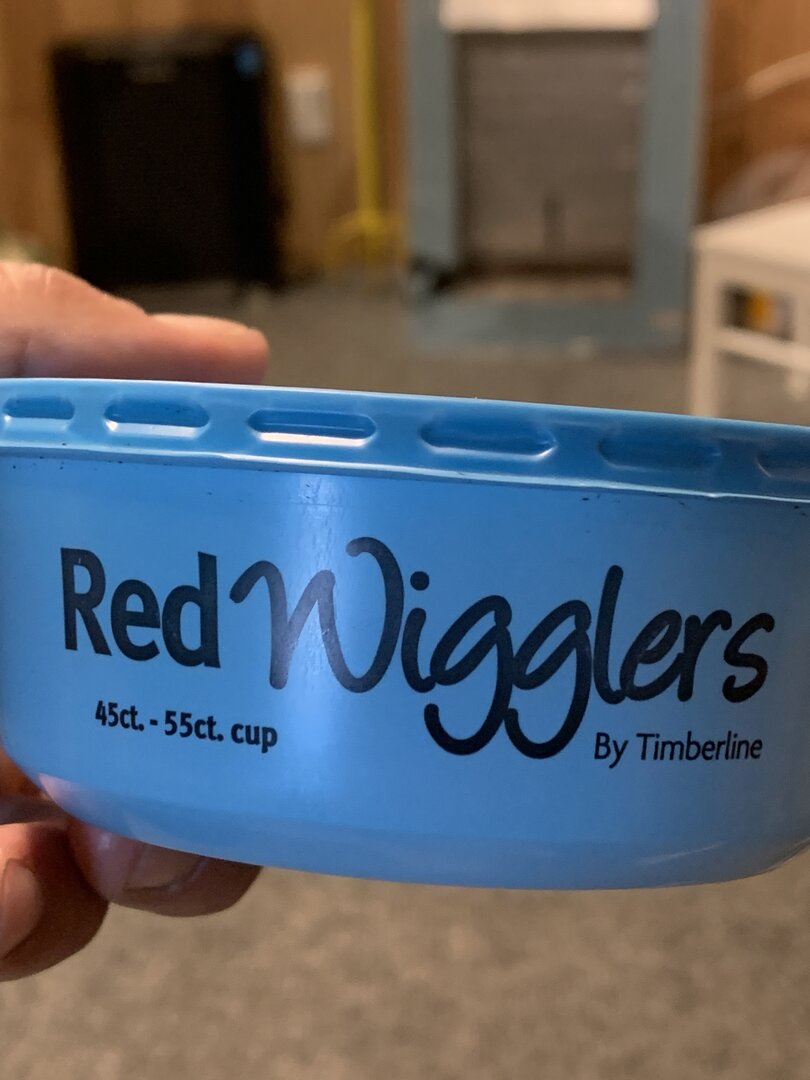 Red Wigglers
45ct. - 55ct. cup
By Timberline